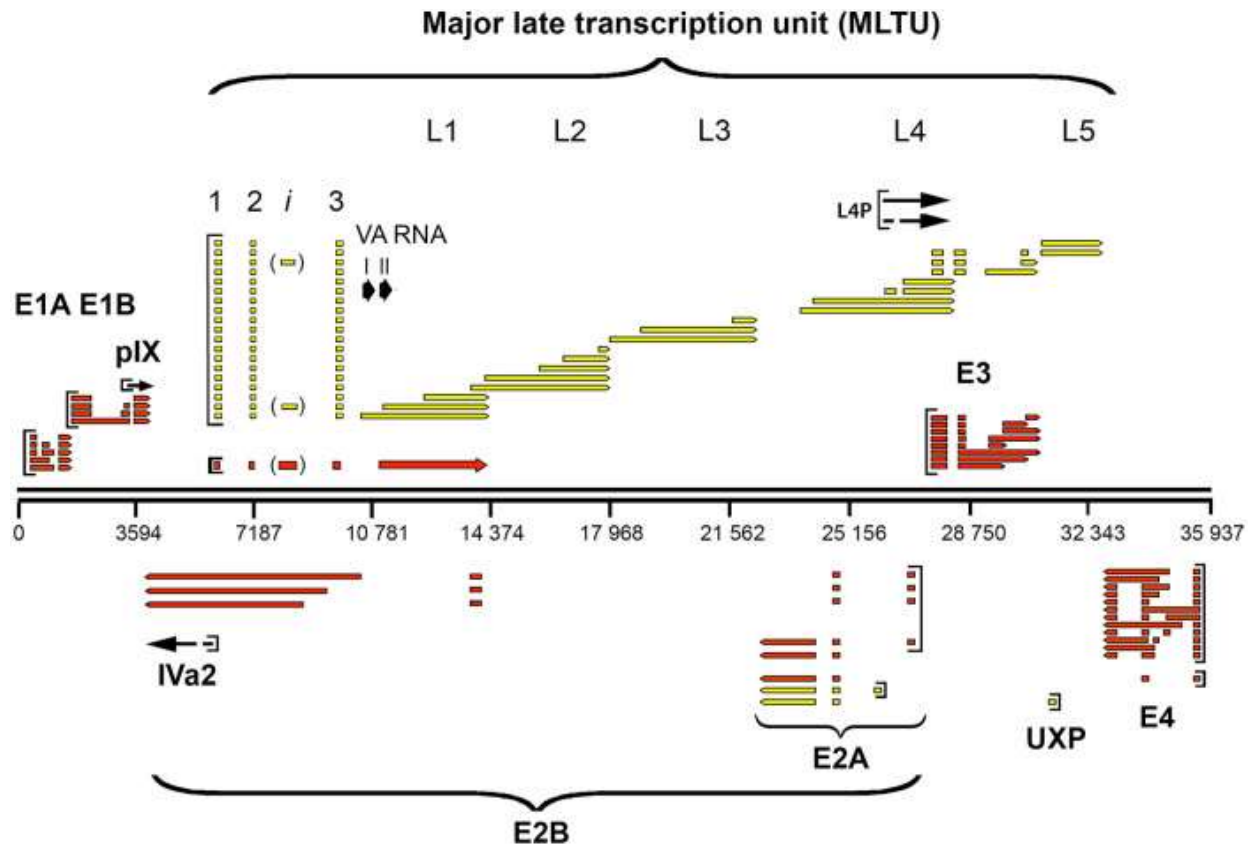 Major late transcription unit (MLTU)
L1 L2 L3 L4 L5
1 2 i 3
L4P
VA RNA
I II
( )
E1A E1B
pIX
E3
( )
( )
0 3594 7187 10 781 14 374 17 968 21 562 25 156 28 750 32 343 35 937
IVa2
E2A
UXP
E4
E2B